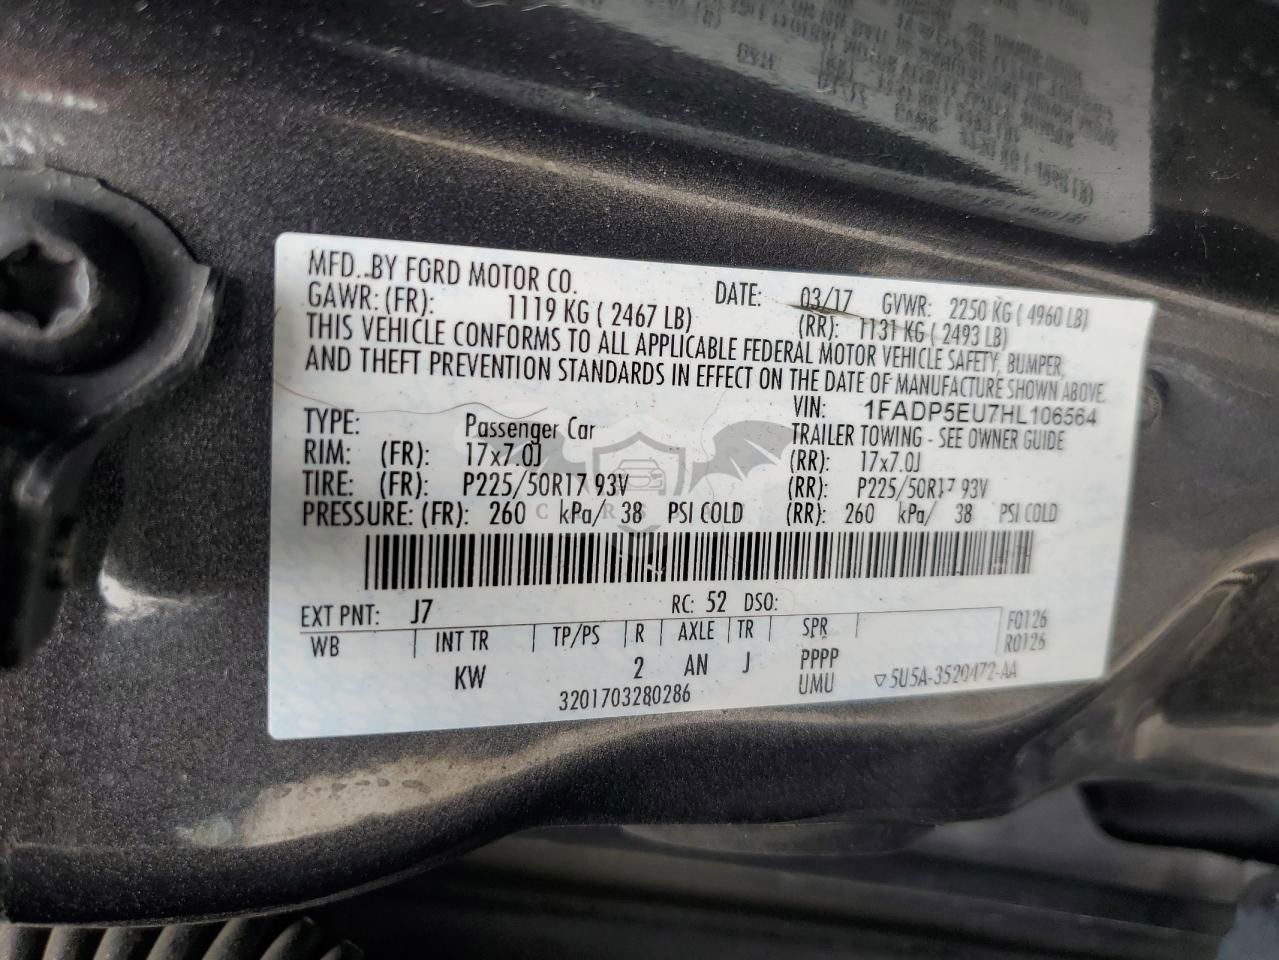 MFD..BY FORD MOTOR CO. DATE: 03/17 GVWR: 2250 KG ( 4960 LB)
GAWR: (FR): 1119 KG ( 2467 LB) (RR): 1131 KG ( 2493 LB)
THIS VEHICLE CONFORMS TO ALL APPLICABLE FEDERAL MOTOR VEHICLE SAFETY, BUMPER,
AND THEFT PREVENTION STANDARDS IN EFFECT ON THE DATE OF MANUFACTURE SHOWN ABOVE.
VIN: 1FADP5EU7HL106564
TYPE: Passenger Car TRAILER TOWING - SEE OWNER GUIDE
RIM: (FR): 17x7.0J (RR): 17x7.0J
TIRE: (FR): P225/50R17 93V (RR): P225/50R17 93V
PRESSURE: (FR): 260 kPa/ 38 PSI COLD (RR): 260 kPa/ 38 PSI COLD
EXT PNT: J7 RC: 52 DSO:
WB INT TR TP/PS R AXLE TR SPR F0126
R0126
KW 2 AN J PPPP
UMU ▽5U5A-3520472-AA
3201703280286